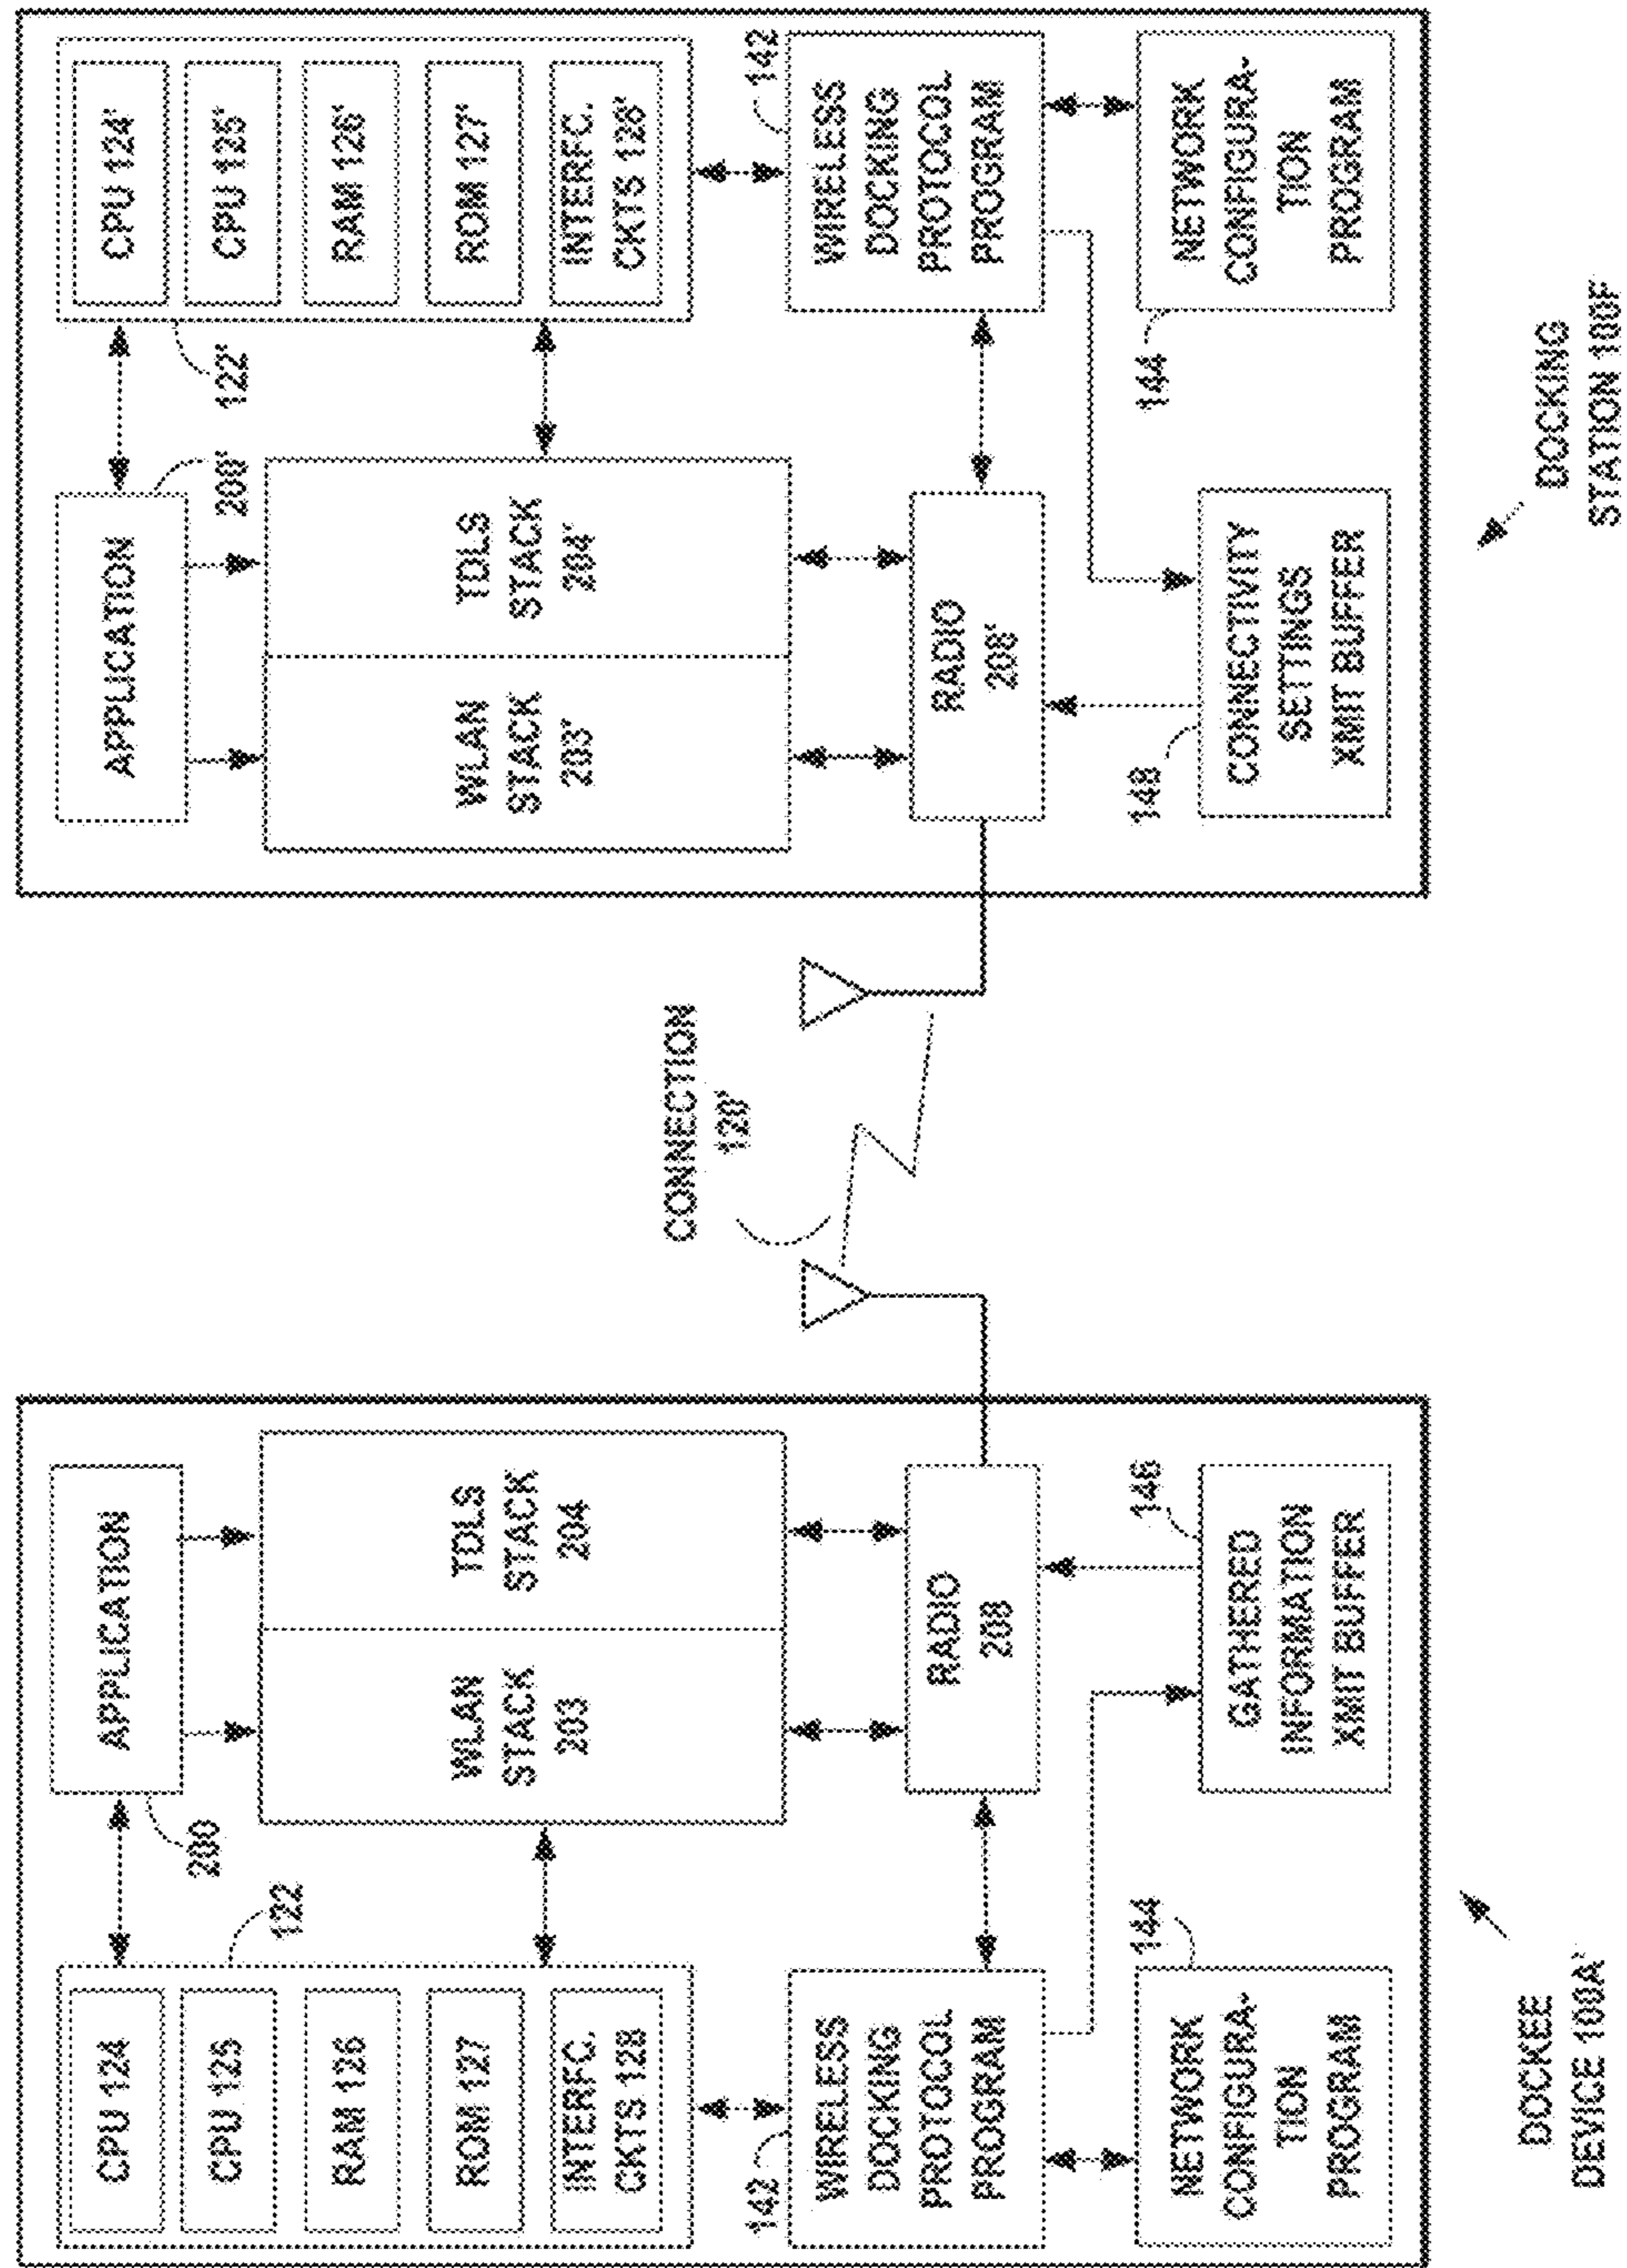 CPU 124
CPU 125
RAM 126
ROM 127
INTERFC.
CKTS 128
122
APPLICATION
200
WLAN
STACK
203
TDLS
STACK
204
WIRELESS
DOCKING
PROTOCOL
PROGRAM
142
RADIO
208
NETWORK
CONFIGURA-
TION
PROGRAM
144
GATHERED
INFORMATION
XMIT BUFFER
146
DOCKEE
DEVICE 100A'
CONNECTION
120'
APPLICATION
200'
WLAN
STACK
203'
TDLS
STACK
204'
CPU 124'
CPU 125'
RAM 126'
ROM 127'
INTERFC.
CKTS 128'
122'
RADIO
208'
WIRELESS
DOCKING
PROTOCOL
PROGRAM
142
CONNECTIVITY
SETTINGS
XMIT BUFFER
148
NETWORK
CONFIGURA-
TION
PROGRAM
144
DOCKING
STATION 100F